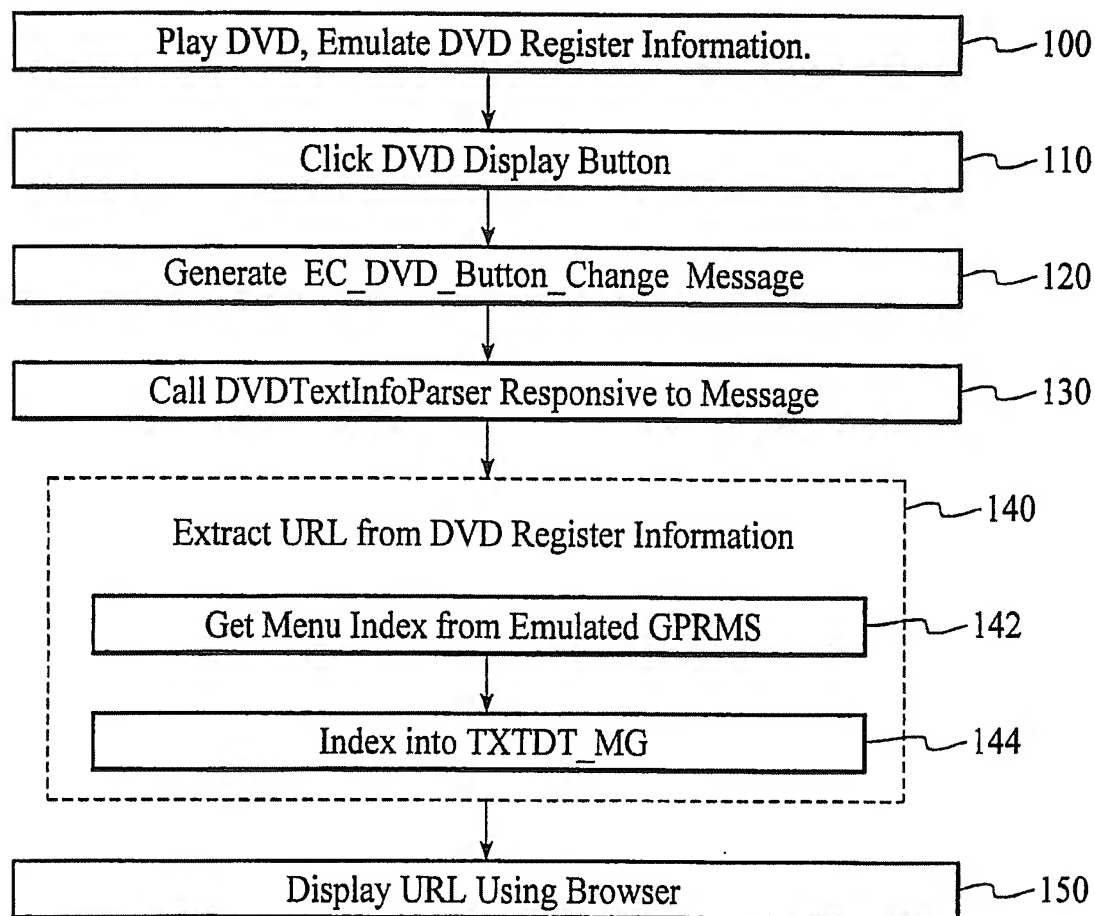 Play DVD, Emulate DVD Register Information. 100
Click DVD Display Button 110
Generate EC_DVD_Button_Change Message 120
Call DVDTextInfoParser Responsive to Message 130
140
Extract URL from DVD Register Information
Get Menu Index from Emulated GPRMS 142
Index into TXTDT_MG 144
Display URL Using Browser 150